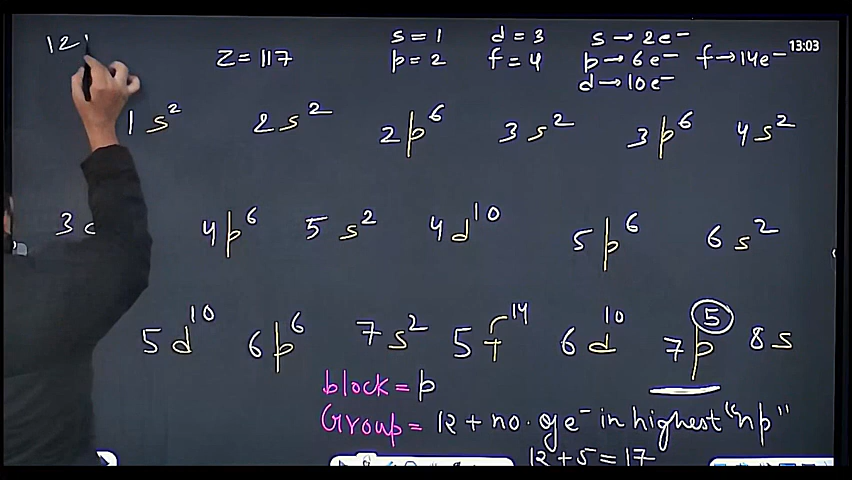 s = 1 d = 3 s → 2e⁻ 13:03
121 Z = 117 p = 2 f = 4 p → 6e⁻ f → 14e⁻
d → 10e⁻
1s² 2s² 2p⁶ 3s² 3p⁶ 4s²
3 4p⁶ 5s² 4d¹⁰ 5p⁶ 6s²
5d¹⁰ 6p⁶ 7s² 5f¹⁴ 6d¹⁰ 7p⁵ 8s
block = p
Group = 12 + no. of e⁻ in highest "np"
12 + 5 = 17